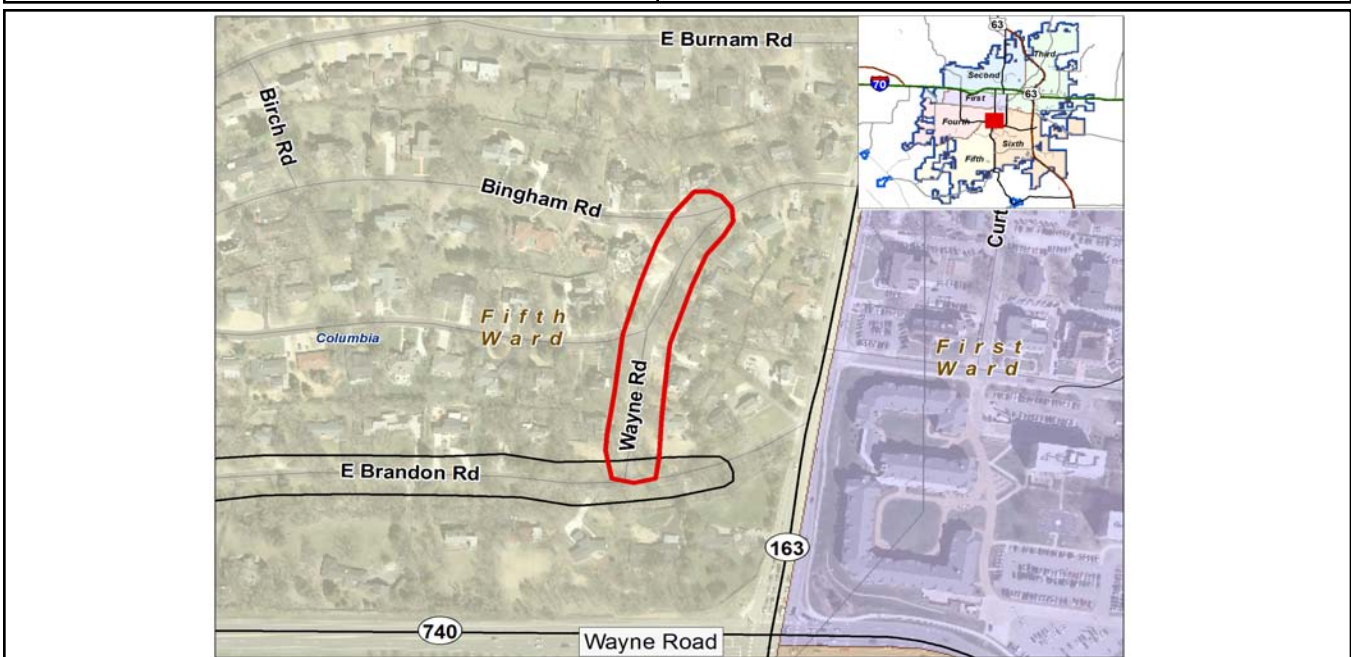 E Burnam Rd
63
Third
Second
70
63
First
Fourth
Sixth
Fifth
Birch Rd
Bingham Rd
Curt
Fifth
Ward
Columbia
First
Ward
Wayne Rd
E Brandon Rd
163
740
Wayne Road